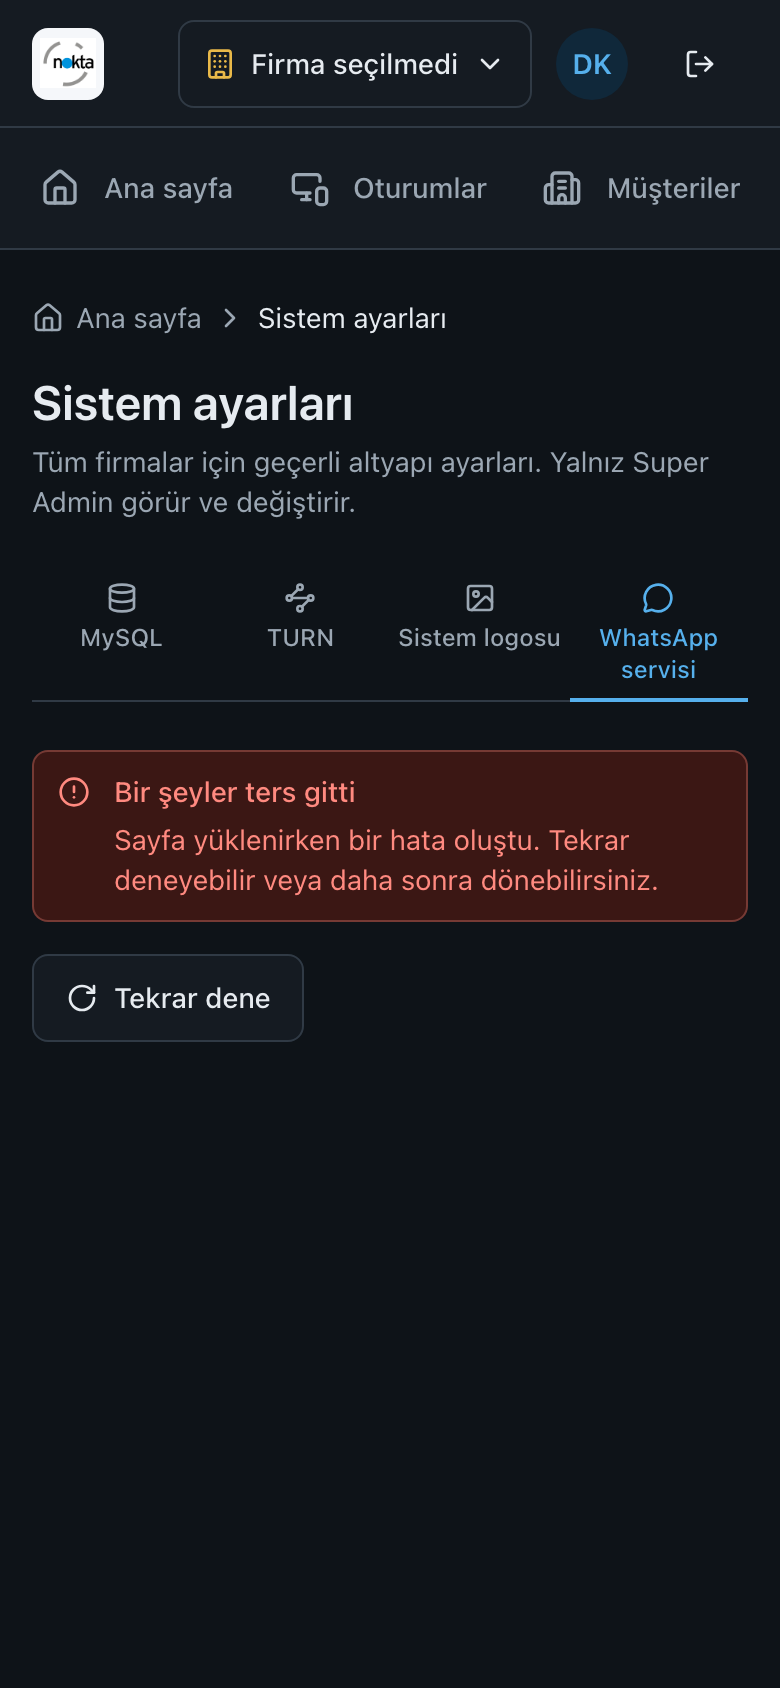 nokta
Firma seçilmedi
DK
Ana sayfa
Oturumlar
Müşteriler
Ana sayfa
Sistem ayarları
Sistem ayarları
Tüm firmalar için geçerli altyapı ayarları. Yalnız Super
Admin görür ve değiştirir.
MySQL
TURN
Sistem logosu
WhatsApp
servisi
Bir şeyler ters gitti
Sayfa yüklenirken bir hata oluştu. Tekrar
deneyebilir veya daha sonra dönebilirsiniz.
Tekrar dene